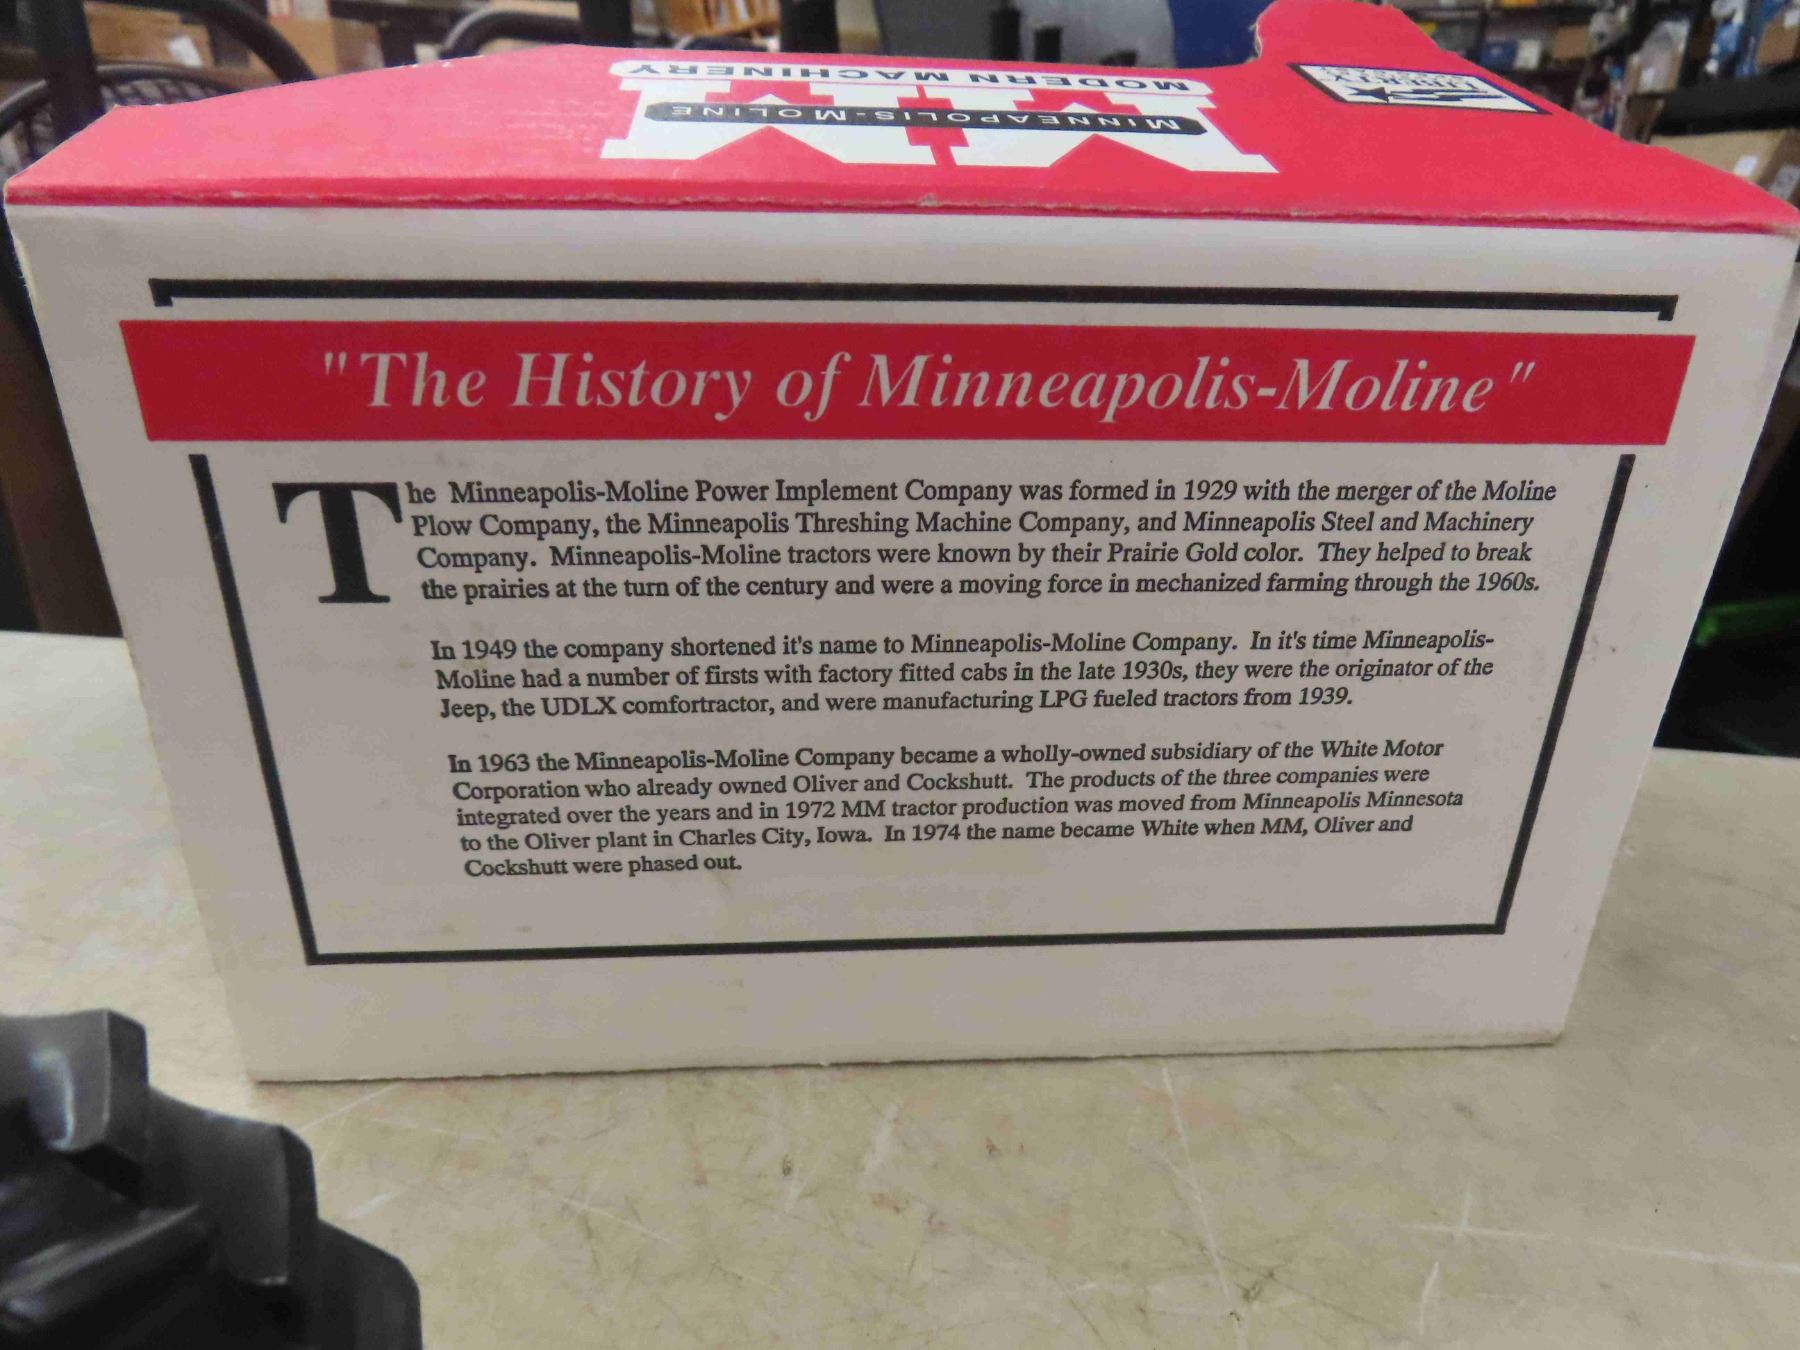 MODERN MACHINERY
MINNEAPOLIS-MOLINE
LIBERTY
"The History of Minneapolis-Moline"
The Minneapolis-Moline Power Implement Company was formed in 1929 with the merger of the Moline
Plow Company, the Minneapolis Threshing Machine Company, and Minneapolis Steel and Machinery
Company. Minneapolis-Moline tractors were known by their Prairie Gold color. They helped to break
the prairies at the turn of the century and were a moving force in mechanized farming through the 1960s.
In 1949 the company shortened it's name to Minneapolis-Moline Company. In it's time Minneapolis-
Moline had a number of firsts with factory fitted cabs in the late 1930s, they were the originator of the
Jeep, the UDLX comfortractor, and were manufacturing LPG fueled tractors from 1939.
In 1963 the Minneapolis-Moline Company became a wholly-owned subsidiary of the White Motor
Corporation who already owned Oliver and Cockshutt. The products of the three companies were
integrated over the years and in 1972 MM tractor production was moved from Minneapolis Minnesota
to the Oliver plant in Charles City, Iowa. In 1974 the name became White when MM, Oliver and
Cockshutt were phased out.